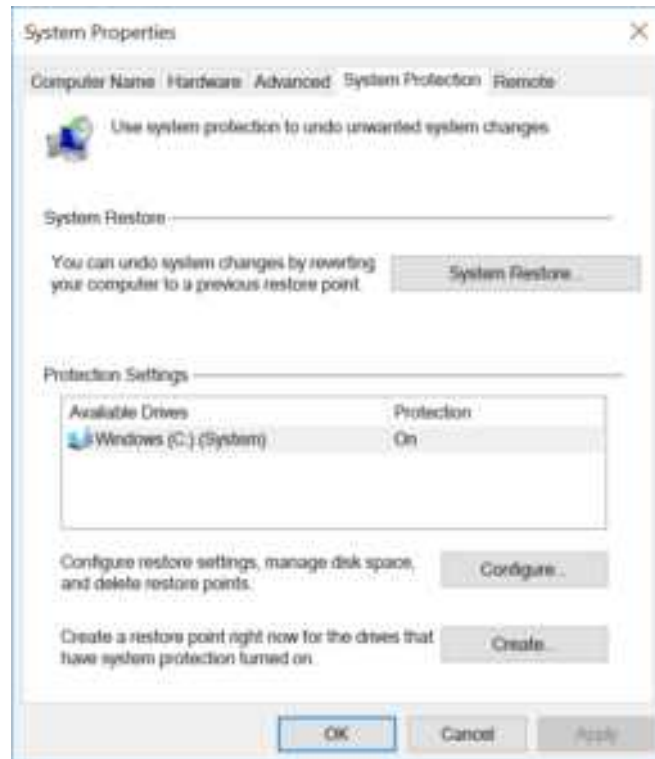 System Properties
Computer Name Hardware Advanced System Protection Remote
Use system protection to undo unwanted system changes
System Restore
You can undo system changes by reverting
your computer to a previous restore point
System Restore...
Protection Settings
Available Drives Protection
Windows (C:) (System) On
Configure restore settings, manage disk space,
and delete restore points.
Configure...
Create a restore point right now for the drives that
have system protection turned on.
Create...
OK Cancel Apply